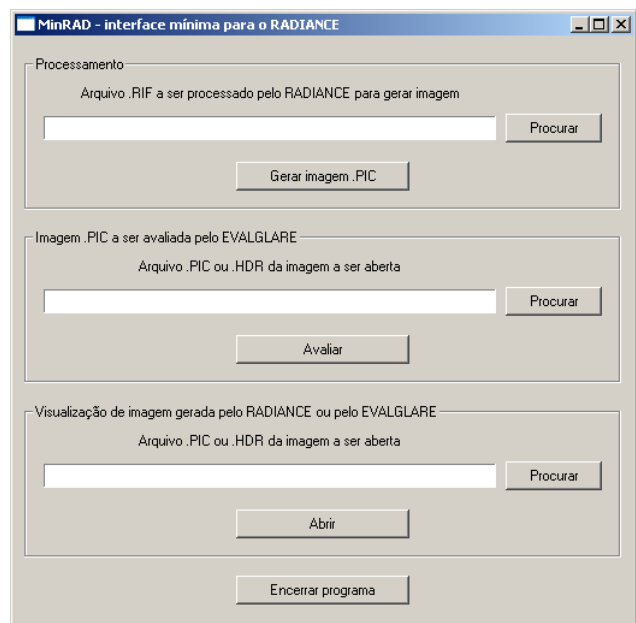 MinRAD - interface mínima para o RADIANCE
Processamento
Arquivo .RIF a ser processado pelo RADIANCE para gerar imagem
Procurar
Gerar imagem .PIC
Imagem .PIC a ser avaliada pelo EVALGLARE
Arquivo .PIC ou .HDR da imagem a ser aberta
Procurar
Avaliar
Visualização de imagem gerada pelo RADIANCE ou pelo EVALGLARE
Arquivo .PIC ou .HDR da imagem a ser aberta
Procurar
Abrir
Encerrar programa